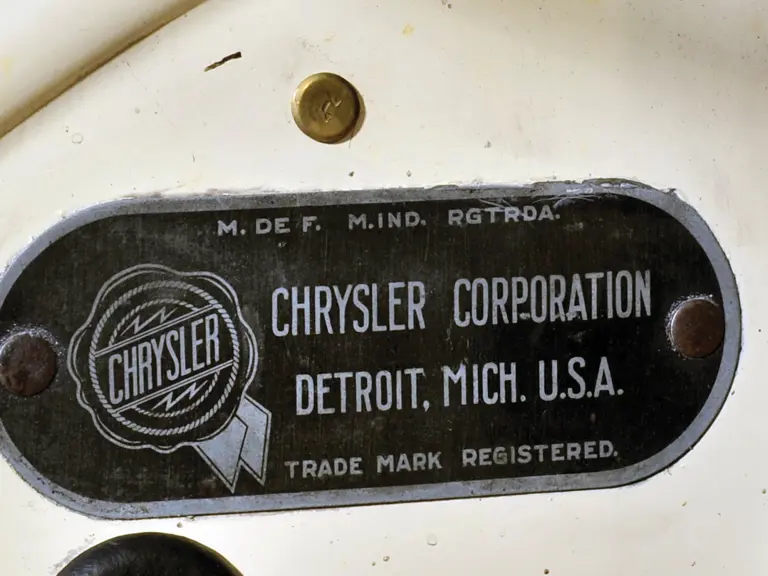 M. DE F. M.IND. RGTRDA.
CHRYSLER
CHRYSLER CORPORATION
DETROIT, MICH. U.S.A.
TRADE MARK REGISTERED.